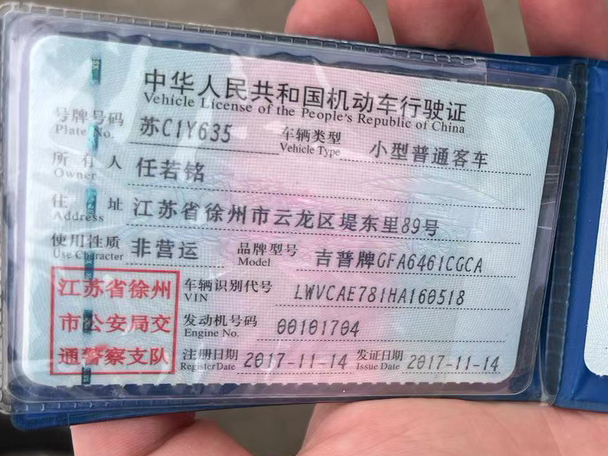 中华人民共和国机动车行驶证
Vehicle License of the People's Republic of China
号牌号码 苏C1Y635 车辆类型 小型普通客车
Plate No. Vehicle Type
所有人 任若铭
Owner
住址 江苏省徐州市云龙区堤东里89号
Address
使用性质 非营运 品牌型号 吉普牌GFA6461CGCA
Use Character Model
江苏省徐州 车辆识别代号 LWVCAE781HA160518
VIN
市公安局交 发动机号码 00101704
Engine No.
通警察支队 注册日期 2017-11-14 发证日期 2017-11-14
Register Date Issue Date